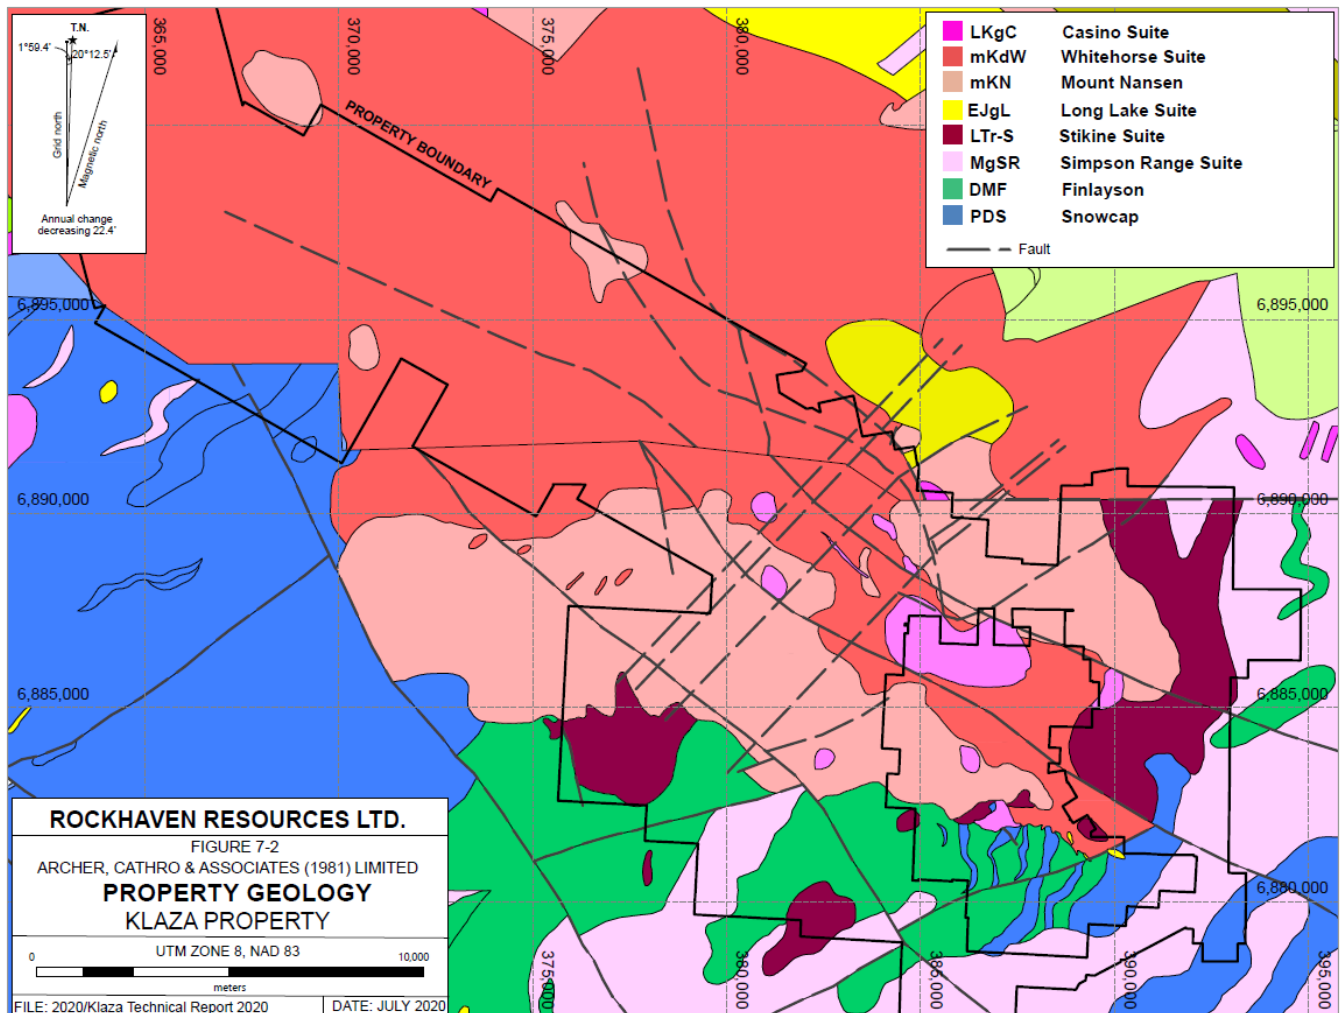 T.N.
1°59.4'
20°12.5'
Grid north
Magnetic north
Annual change
decreasing 22.4'
365,000
370,000
375,000
380,000
PROPERTY BOUNDARY
LKgC Casino Suite
mKdW Whitehorse Suite
mKN Mount Nansen
EJgL Long Lake Suite
LTr-S Stikine Suite
MgSR Simpson Range Suite
DMF Finlayson
PDS Snowcap
Fault
6,895,000
6,895,000
6,890,000
6,890,000
6,885,000
6,885,000
6,880,000
375,000
380,000
385,000
390,000
395,000
ROCKHAVEN RESOURCES LTD.
FIGURE 7-2
ARCHER, CATHRO & ASSOCIATES (1981) LIMITED
PROPERTY GEOLOGY
KLAZA PROPERTY
UTM ZONE 8, NAD 83
0 10,000
meters
FILE: 2020/Klaza Technical Report 2020 DATE: JULY 2020